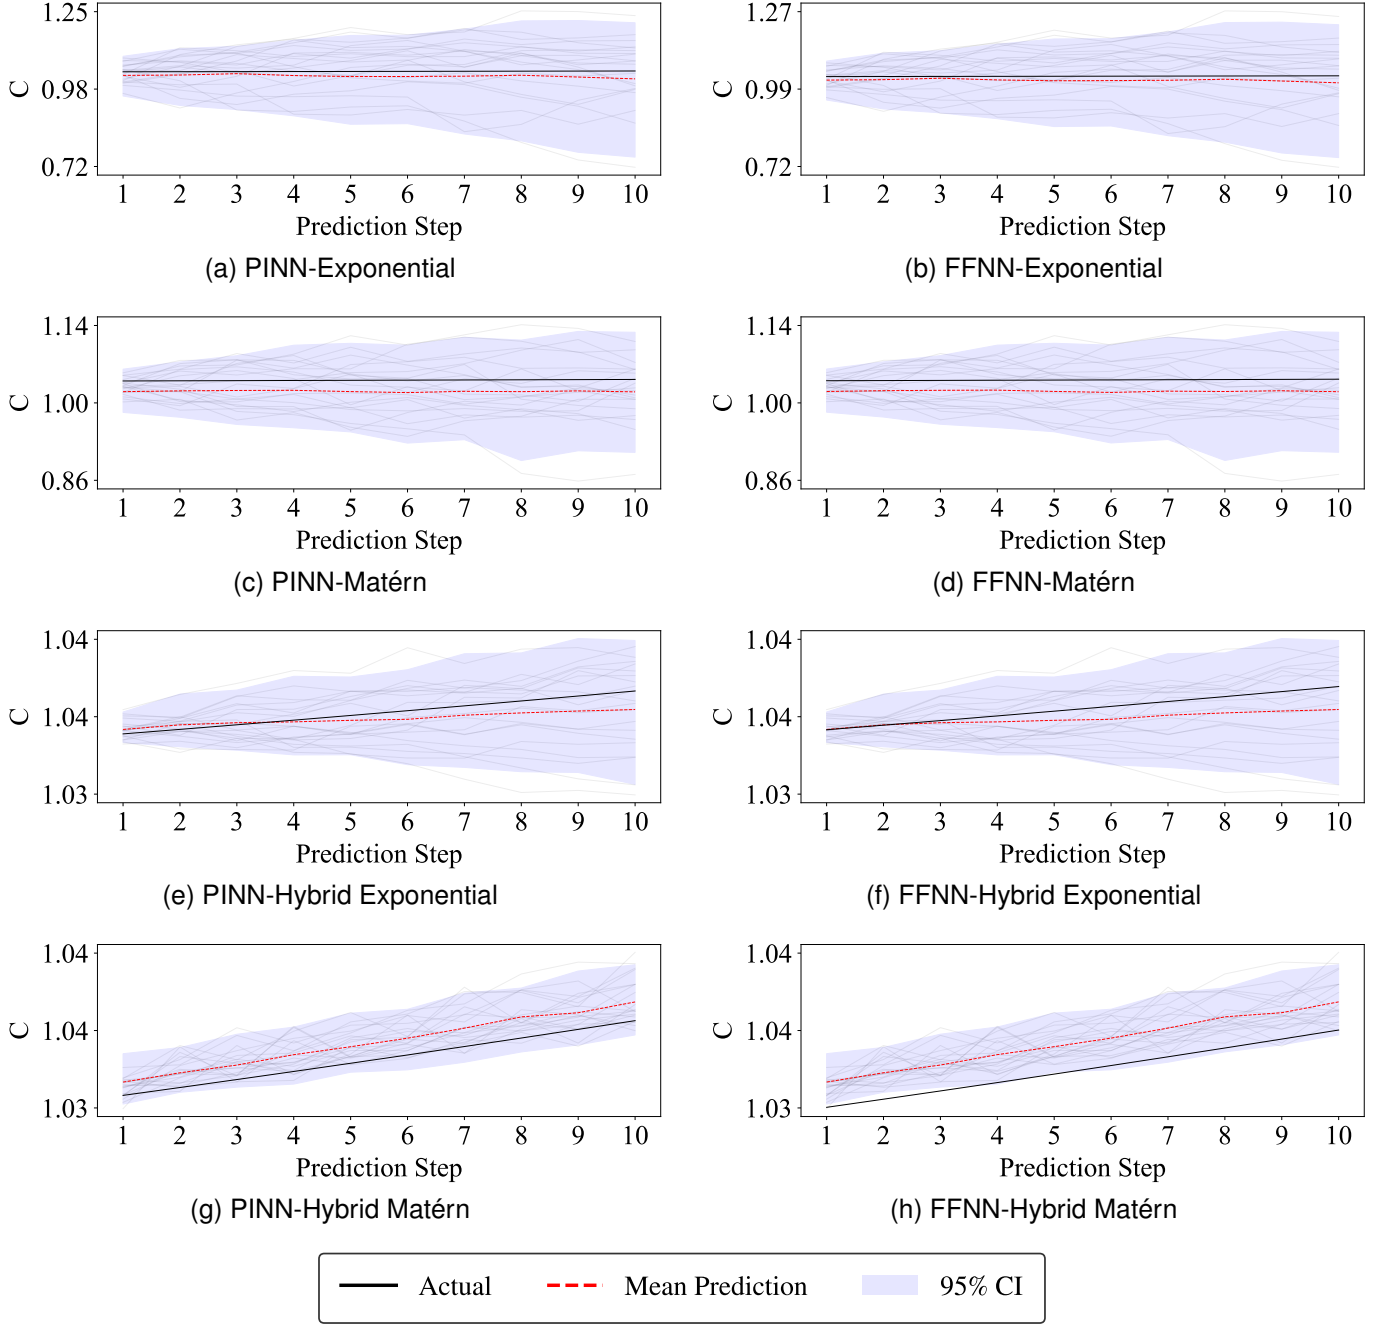 1.25
0.98
0.72
C
1 2 3 4 5 6 7 8 9 10
Prediction Step
(a) PINN-Exponential
1.27
0.99
0.72
C
1 2 3 4 5 6 7 8 9 10
Prediction Step
(b) FFNN-Exponential
1.14
1.00
0.86
C
1 2 3 4 5 6 7 8 9 10
Prediction Step
(c) PINN-Matérn
1.14
1.00
0.86
C
1 2 3 4 5 6 7 8 9 10
Prediction Step
(d) FFNN-Matérn
1.04
1.04
1.03
C
1 2 3 4 5 6 7 8 9 10
Prediction Step
(e) PINN-Hybrid Exponential
1.04
1.04
1.03
C
1 2 3 4 5 6 7 8 9 10
Prediction Step
(f) FFNN-Hybrid Exponential
1.04
1.04
1.03
C
1 2 3 4 5 6 7 8 9 10
Prediction Step
(g) PINN-Hybrid Matérn
1.04
1.04
1.03
C
1 2 3 4 5 6 7 8 9 10
Prediction Step
(h) FFNN-Hybrid Matérn
Actual
Mean Prediction
95% CI